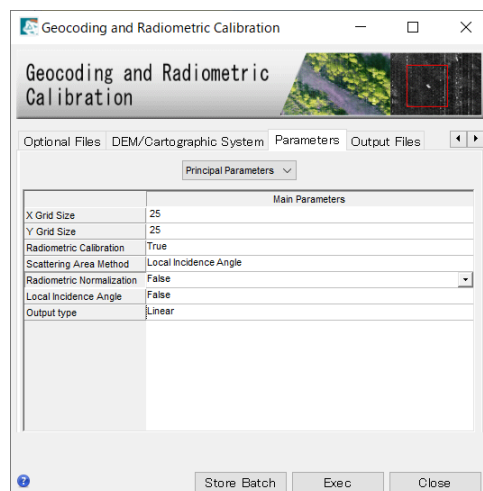 Geocoding and Radiometric Calibration
Geocoding and Radiometric
Calibration
Optional Files DEM/Cartographic System Parameters Output Files
Principal Parameters
Main Parameters
X Grid Size 25
Y Grid Size 25
Radiometric Calibration True
Scattering Area Method Local Incidence Angle
Radiometric Normalization False
Local Incidence Angle False
Output type Linear
Store Batch Exec Close